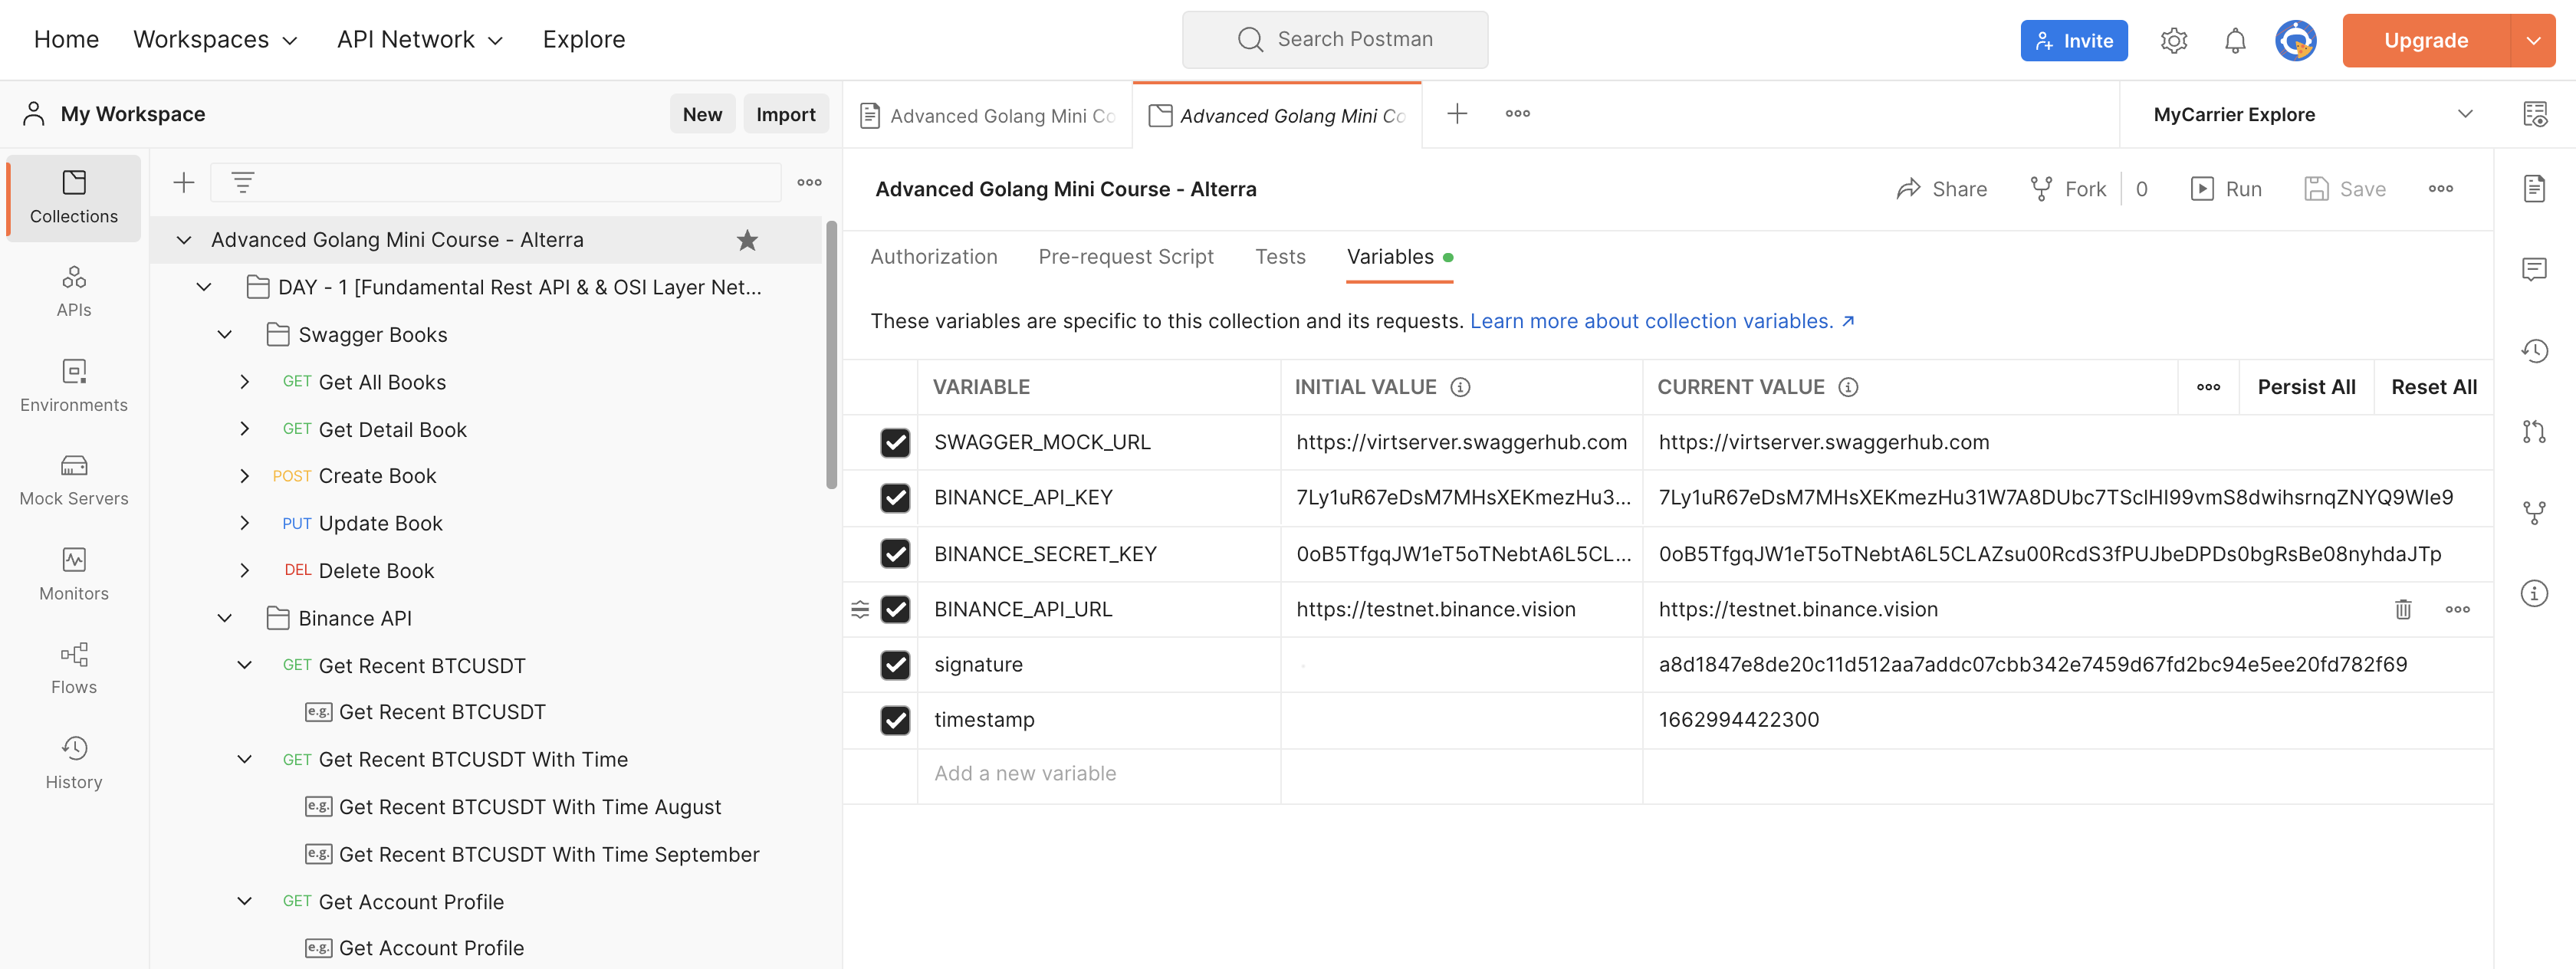 Home Workspaces API Network Explore Search Postman Invite Upgrade
My Workspace New Import Advanced Golang Mini Co Advanced Golang Mini Co MyCarrier Explore
Collections
APIs
Environments
Mock Servers
Monitors
Flows
History
Advanced Golang Mini Course - Alterra
DAY - 1 [Fundamental Rest API & & OSI Layer Net...
Swagger Books
GET Get All Books
GET Get Detail Book
POST Create Book
PUT Update Book
DEL Delete Book
Binance API
GET Get Recent BTCUSDT
e.g. Get Recent BTCUSDT
GET Get Recent BTCUSDT With Time
e.g. Get Recent BTCUSDT With Time August
e.g. Get Recent BTCUSDT With Time September
GET Get Account Profile
e.g. Get Account Profile
Advanced Golang Mini Course - Alterra Share Fork 0 Run Save
Authorization Pre-request Script Tests Variables
These variables are specific to this collection and its requests. Learn more about collection variables. ↗
VARIABLE INITIAL VALUE CURRENT VALUE Persist All Reset All
SWAGGER_MOCK_URL https://virtserver.swaggerhub.com https://virtserver.swaggerhub.com
BINANCE_API_KEY 7Ly1uR67eDsM7MHsXEKmezHu3... 7Ly1uR67eDsM7MHsXEKmezHu31W7A8DUbc7TSclHI99vmS8dwihsrnqZNYQ9WIe9
BINANCE_SECRET_KEY 0oB5TfgqJW1eT5oTNebtA6L5CL... 0oB5TfgqJW1eT5oTNebtA6L5CLAZsu00RcdS3fPUJbeDPDs0bgRsBe08nyhdaJTp
BINANCE_API_URL https://testnet.binance.vision https://testnet.binance.vision
signature a8d1847e8de20c11d512aa7addc07cbb342e7459d67fd2bc94e5ee20fd782f69
timestamp 1662994422300
Add a new variable